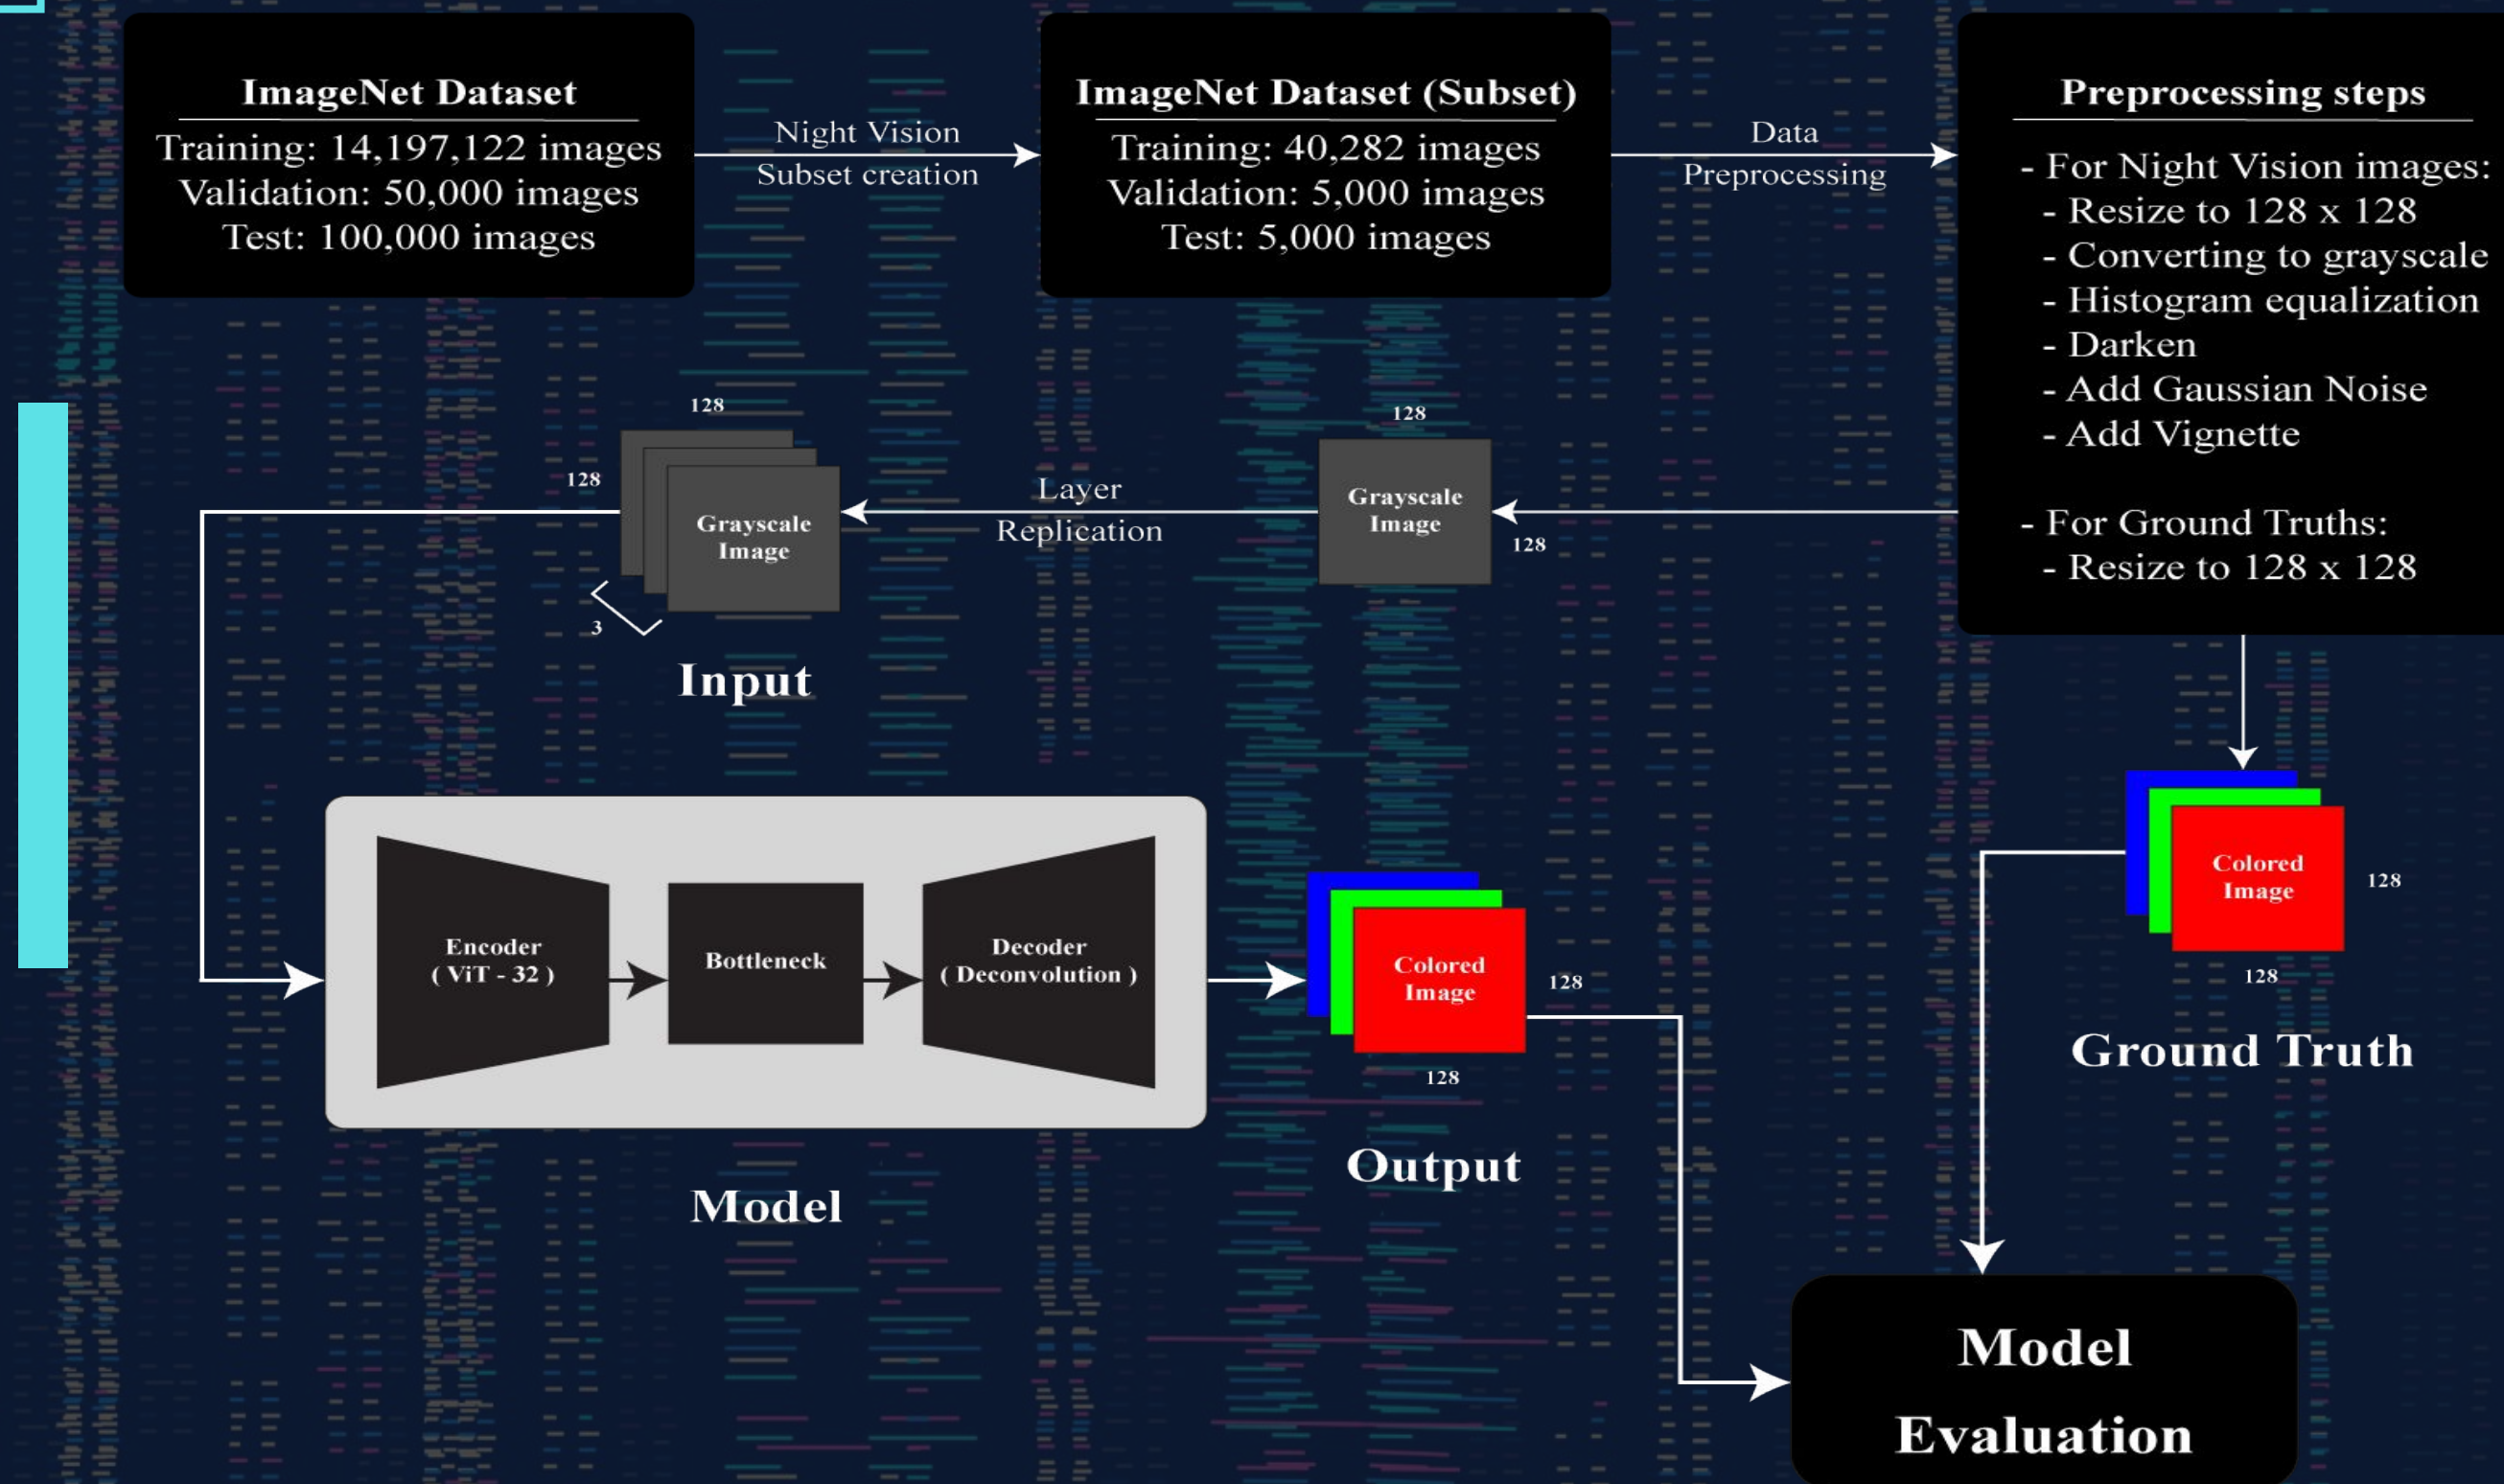 ImageNet Dataset
Training: 14,197,122 images
Validation: 50,000 images
Test: 100,000 images
Night Vision
Subset creation
ImageNet Dataset (Subset)
Training: 40,282 images
Validation: 5,000 images
Test: 5,000 images
Data
Preprocessing
Preprocessing steps
- For Night Vision images:
- Resize to 128 x 128
- Converting to grayscale
- Histogram equalization
- Darken
- Add Gaussian Noise
- Add Vignette
- For Ground Truths:
- Resize to 128 x 128
128
Grayscale
Image
128
Layer
Replication
128
128
Grayscale
Image
3
Input
Encoder
( ViT - 32 )
Bottleneck
Decoder
( Deconvolution )
Model
Colored
Image
128
128
Output
Colored
Image
128
128
Ground Truth
Model
Evaluation